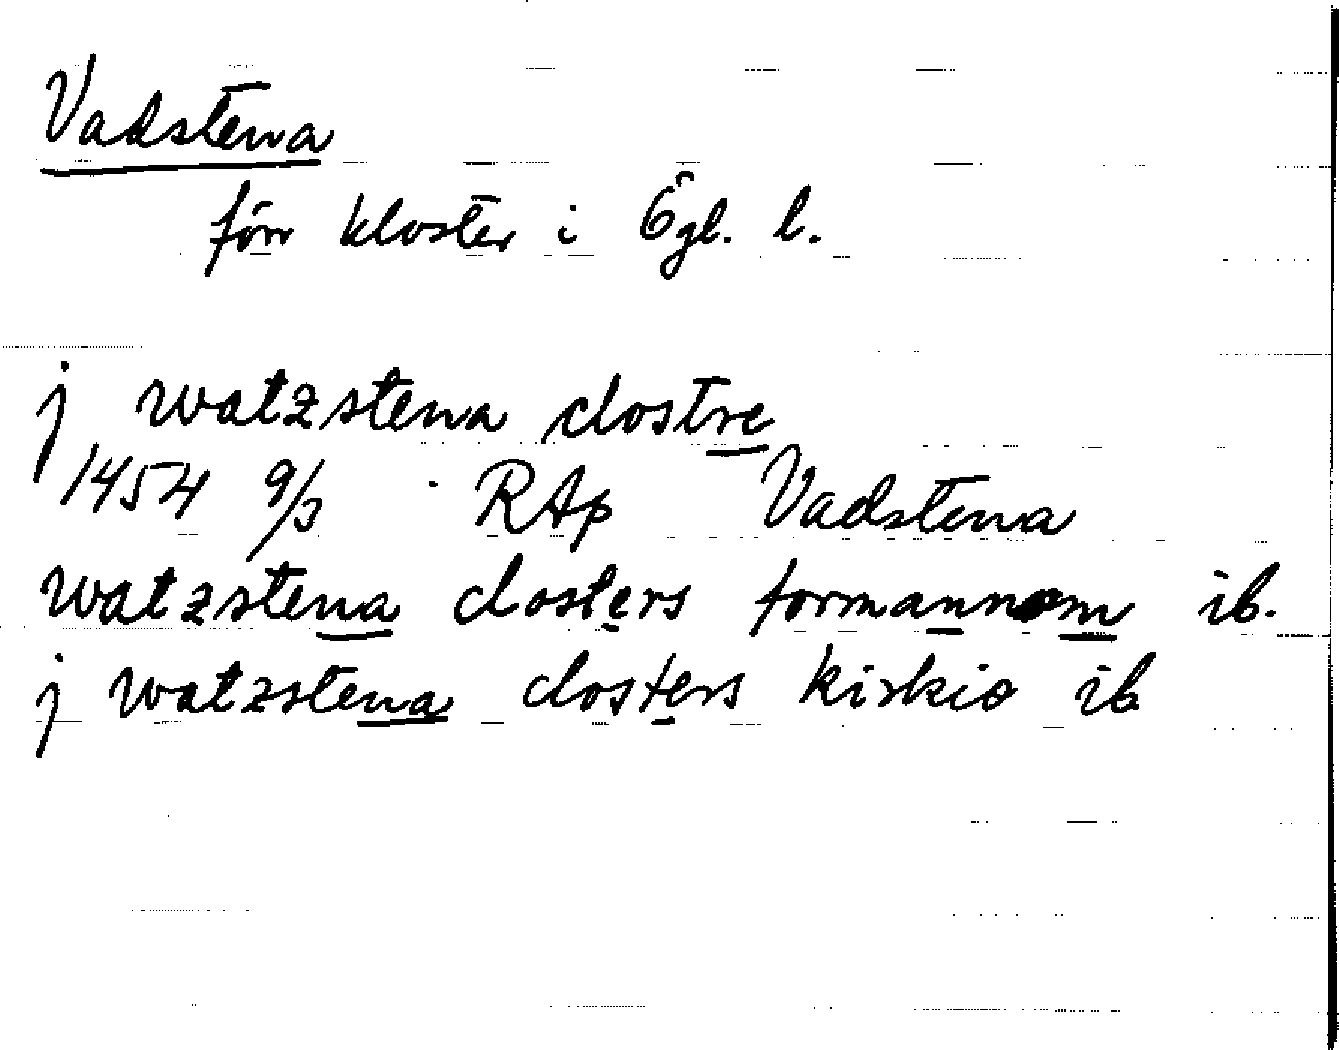 Vadstena
förr kloster i Ögl. l.
j watzstena clostre
1454 9/3 RAp Vadstena
watzstena closters formannom ib.
j watzstena closters kirkio ib